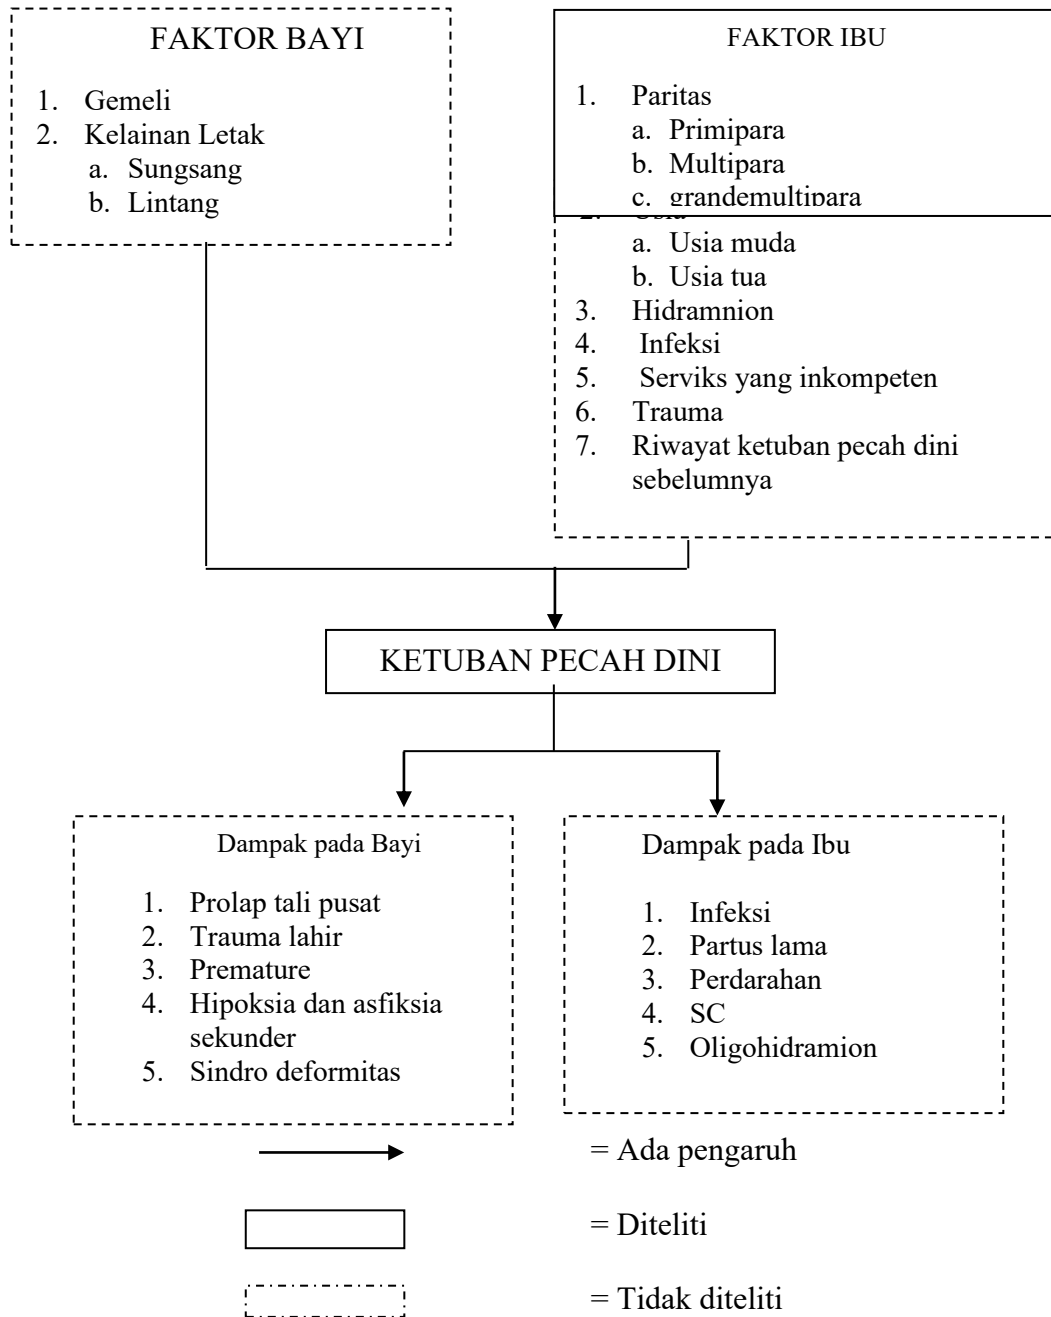 FAKTOR BAYI
1. Gemeli
2. Kelainan Letak
a. Sungsang
b. Lintang
FAKTOR IBU
1. Paritas
a. Primipara
b. Multipara
c. grandemultipara
2. Usia
a. Usia muda
b. Usia tua
3. Hidramnion
4. Infeksi
5. Serviks yang inkompeten
6. Trauma
7. Riwayat ketuban pecah dini
sebelumnya
KETUBAN PECAH DINI
Dampak pada Bayi
1. Prolap tali pusat
2. Trauma lahir
3. Premature
4. Hipoksia dan asfiksia
sekunder
5. Sindro deformitas
Dampak pada Ibu
1. Infeksi
2. Partus lama
3. Perdarahan
4. SC
5. Oligohidramion
= Ada pengaruh
= Diteliti
= Tidak diteliti